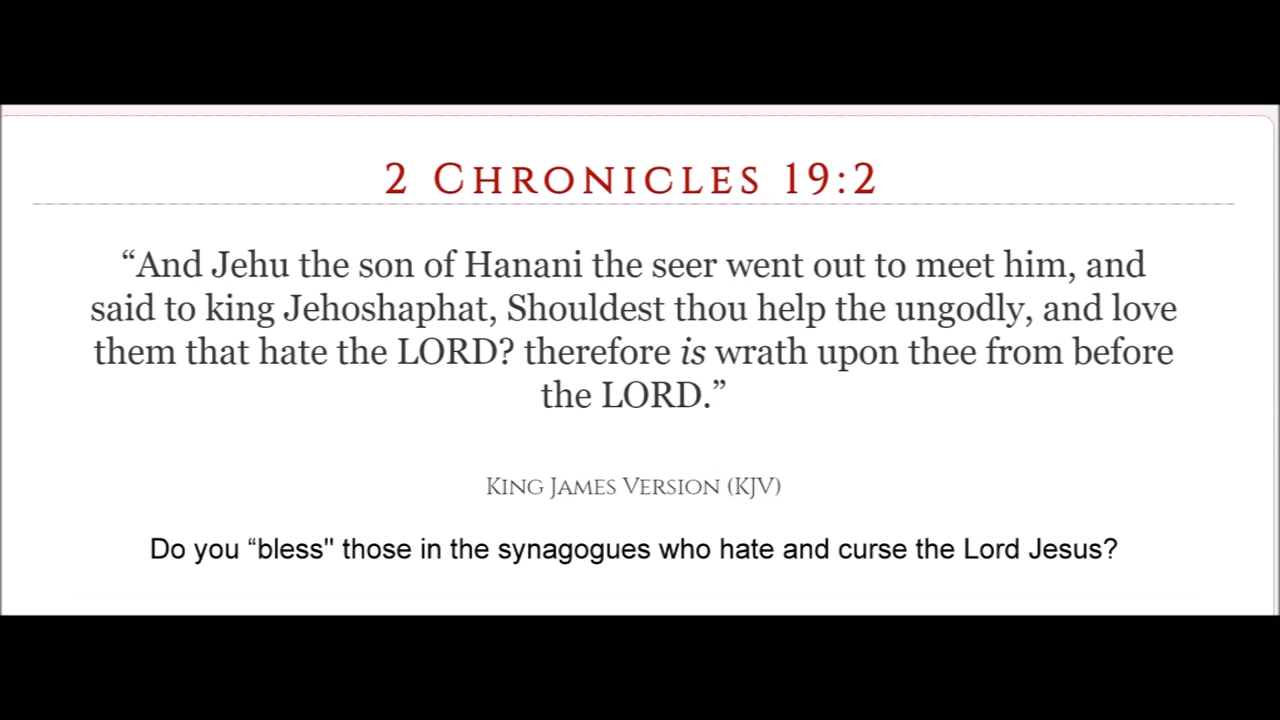 2 Chronicles 19:2
“And Jehu the son of Hanani the seer went out to meet him, and
said to king Jehoshaphat, Shouldest thou help the ungodly, and love
them that hate the LORD? therefore is wrath upon thee from before
the LORD.”
King James Version (KJV)
Do you “bless" those in the synagogues who hate and curse the Lord Jesus?